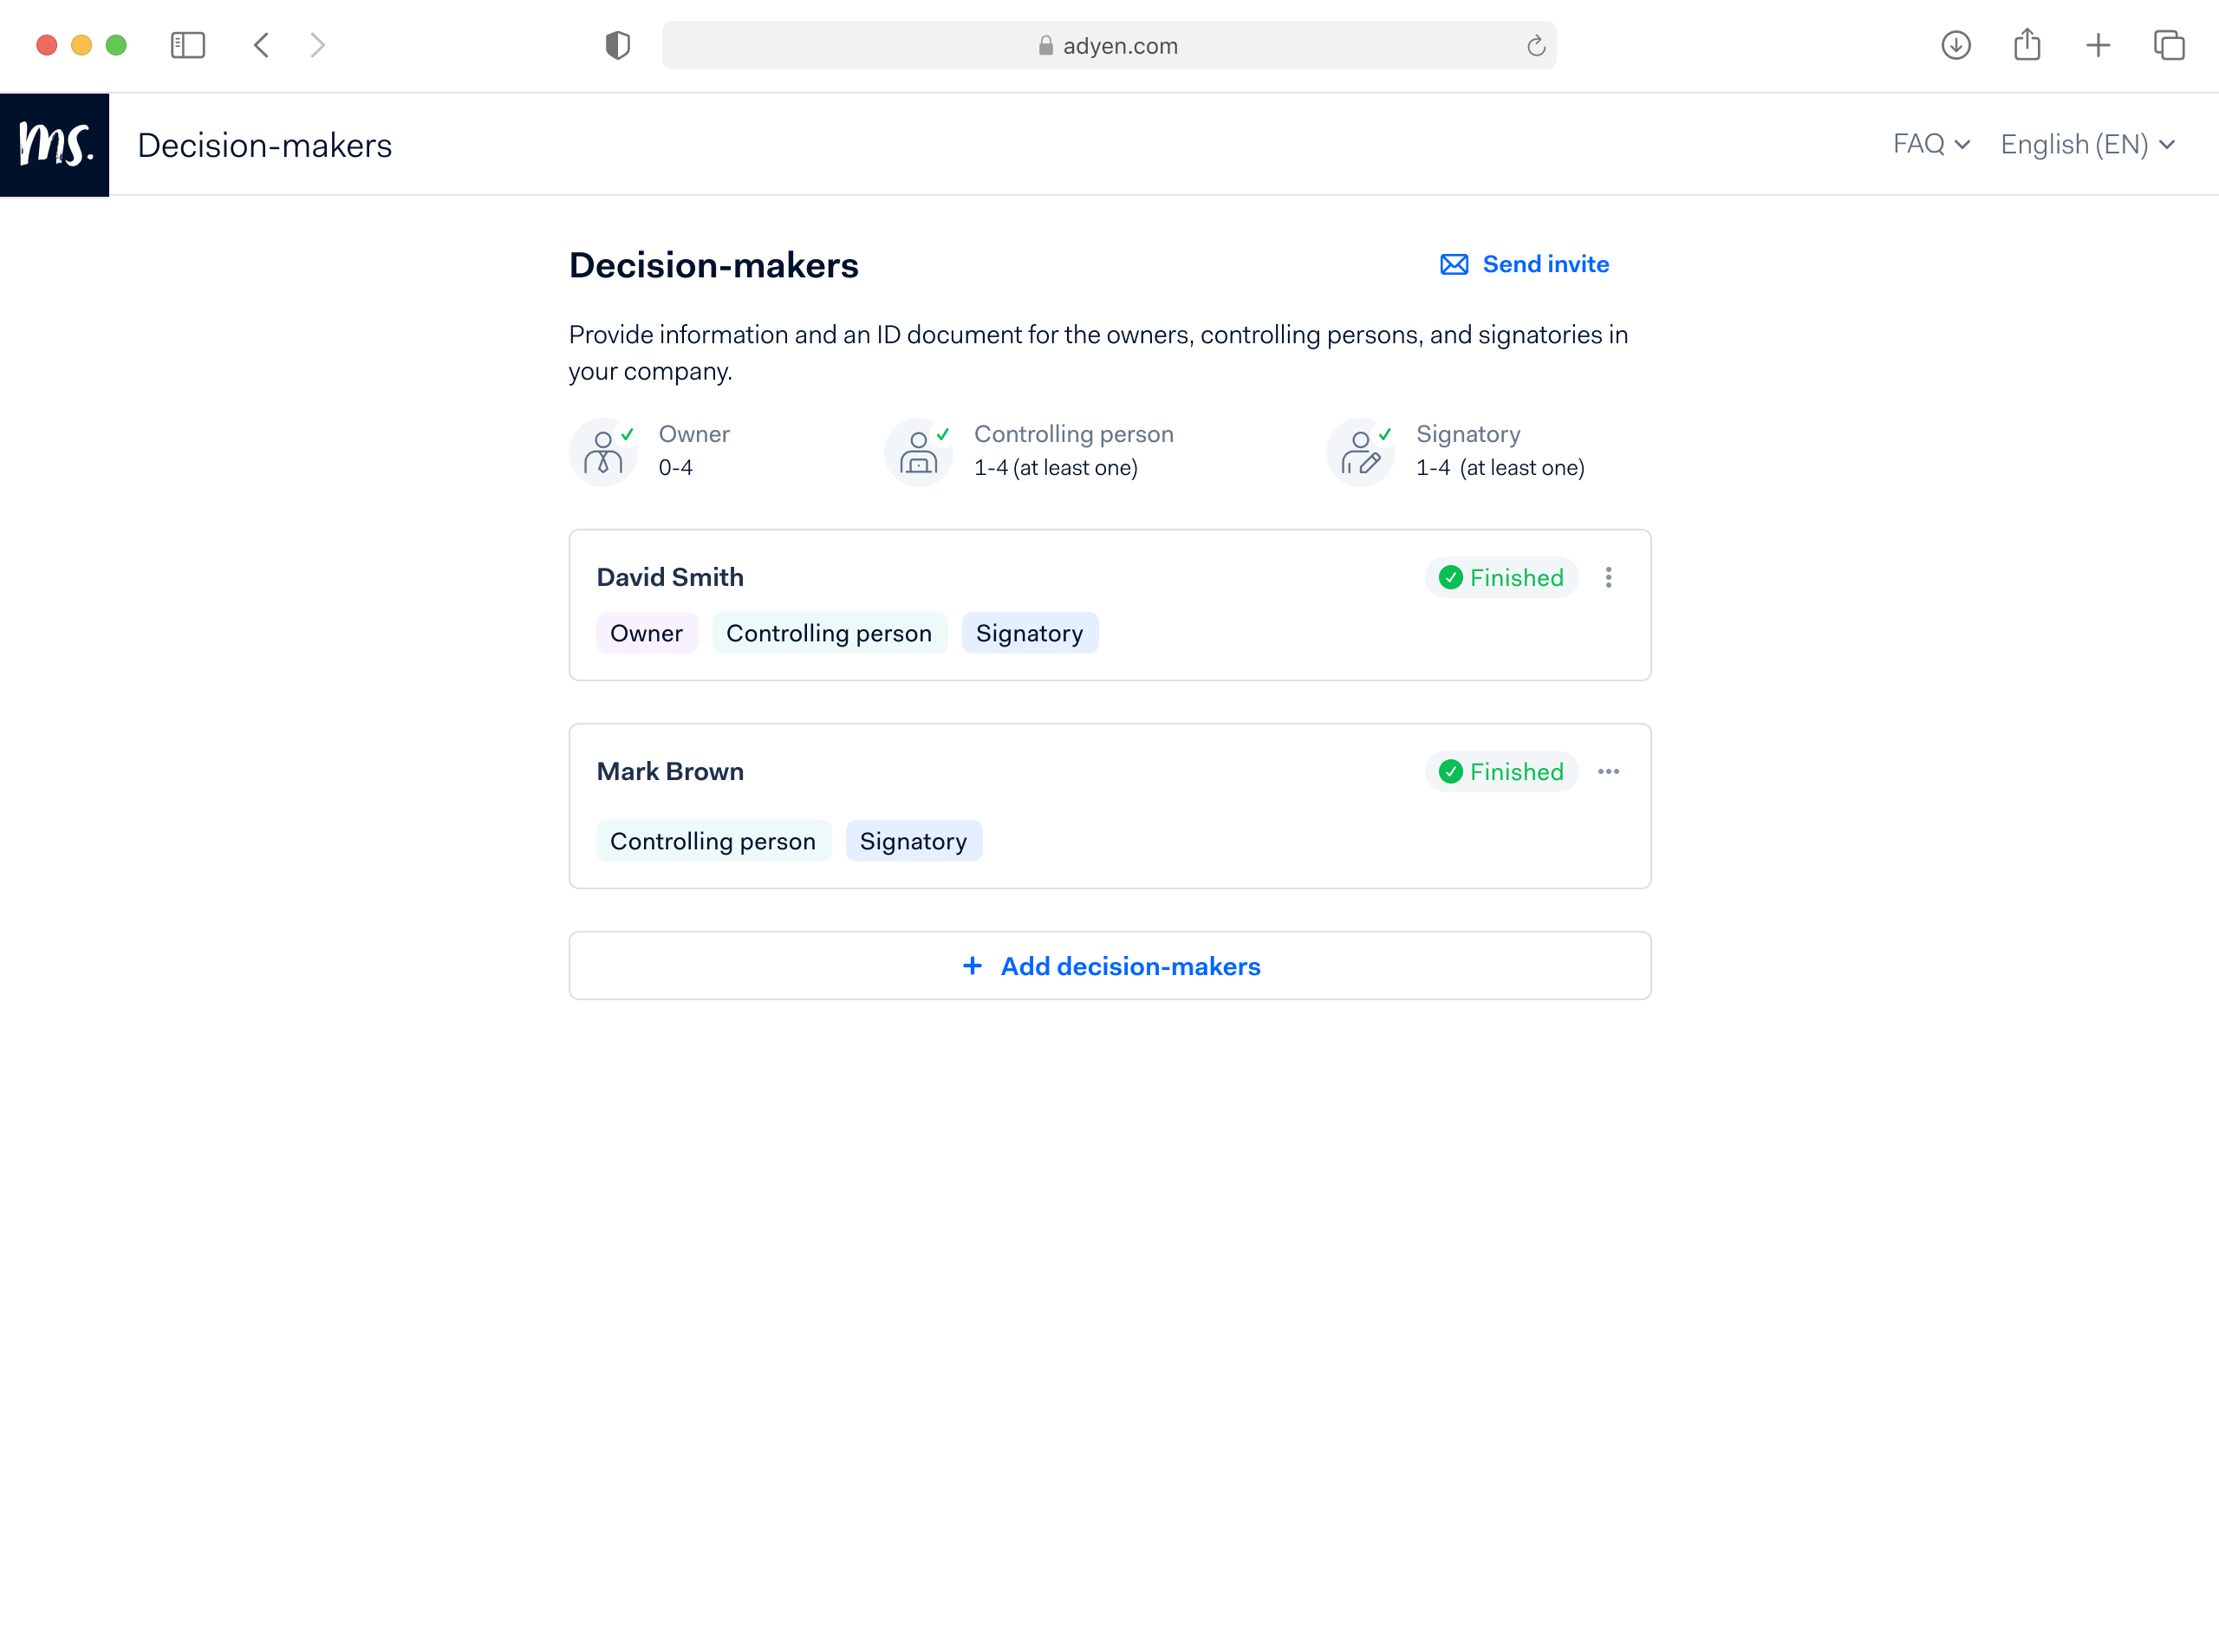 adyen.com
ms.
Decision-makers
FAQ
English (EN)
Decision-makers
Send invite
Provide information and an ID document for the owners, controlling persons, and signatories in
your company.
Owner
0-4
Controlling person
1-4 (at least one)
Signatory
1-4 (at least one)
David Smith
Finished
Owner
Controlling person
Signatory
Mark Brown
Finished
Controlling person
Signatory
+ Add decision-makers